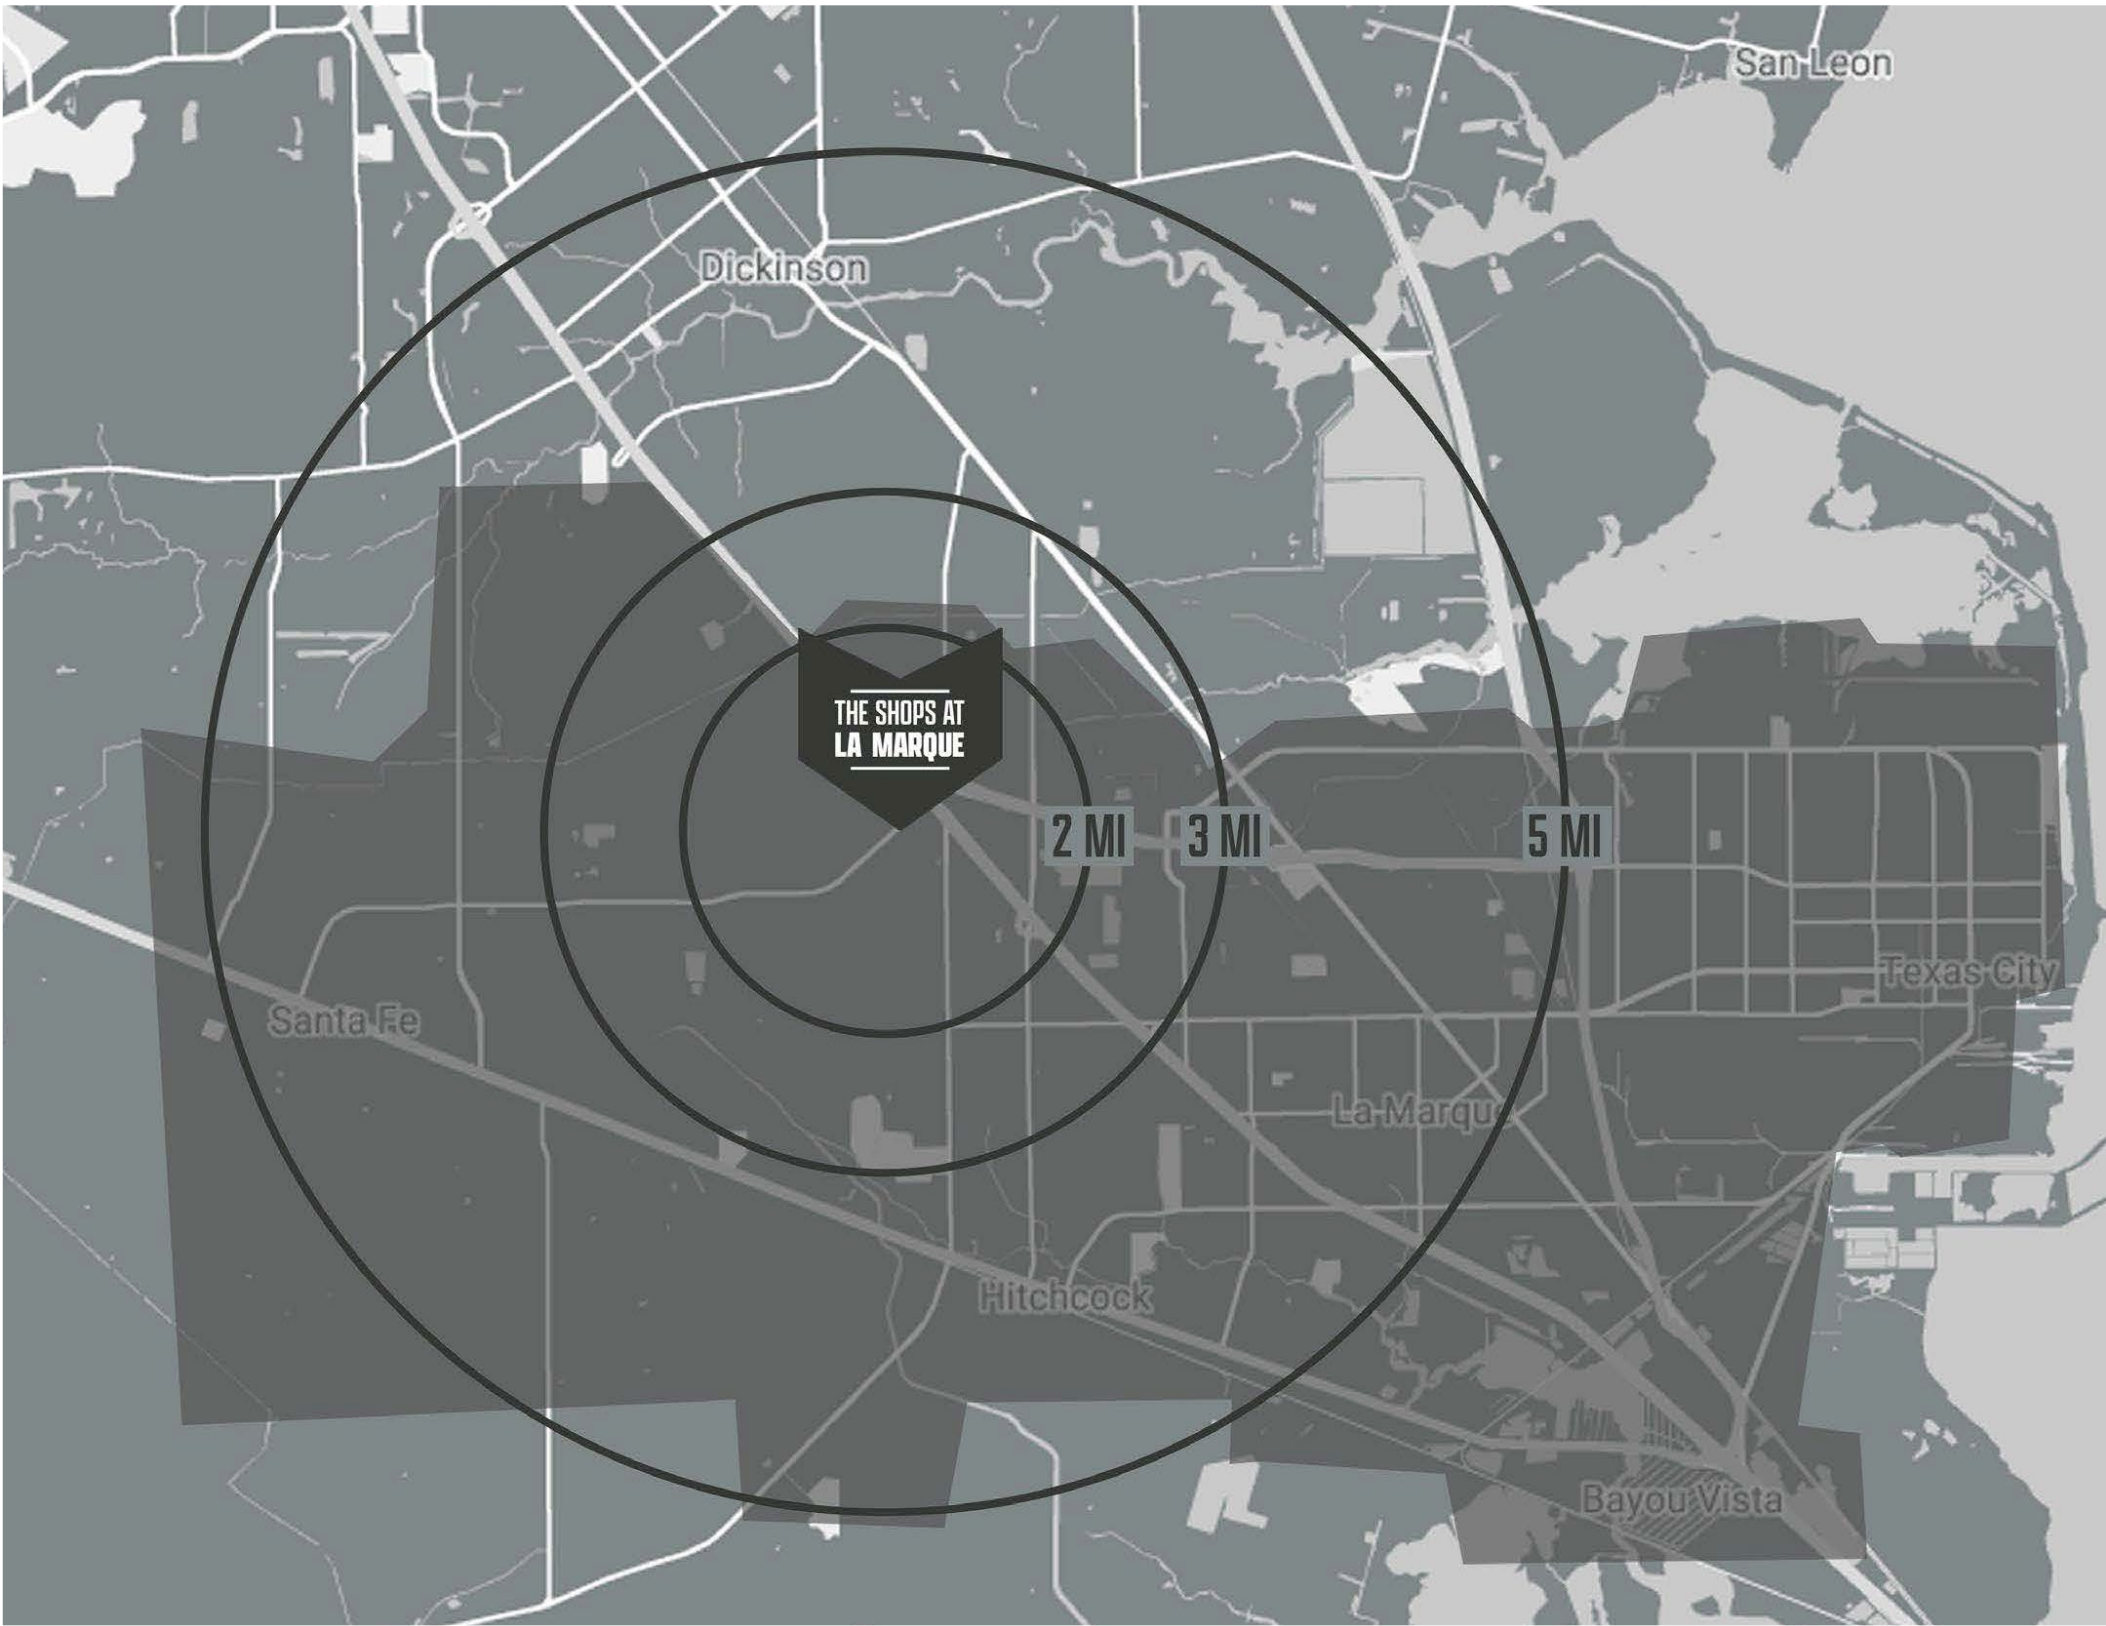 San Leon
Dickinson
THE SHOPS AT
LA MARQUE
2 MI
3 MI
5 MI
Texas City
Santa Fe
La Marque
Hitchcock
Bayou Vista